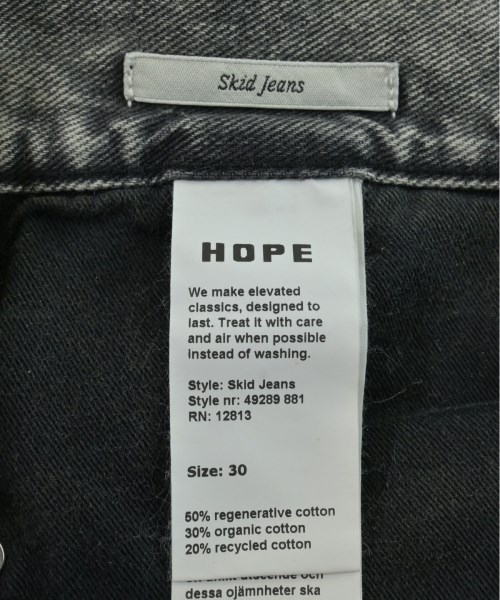 Skid Jeans
HOPE
We make elevated
classics, designed to
last. Treat it with care
and air when possible
instead of washing.
Style: Skid Jeans
Style nr: 49289 881
RN: 12813
Size: 30
50% regenerative cotton
30% organic cotton
20% recycled cotton
utseende och
dessa ojämnheter ska